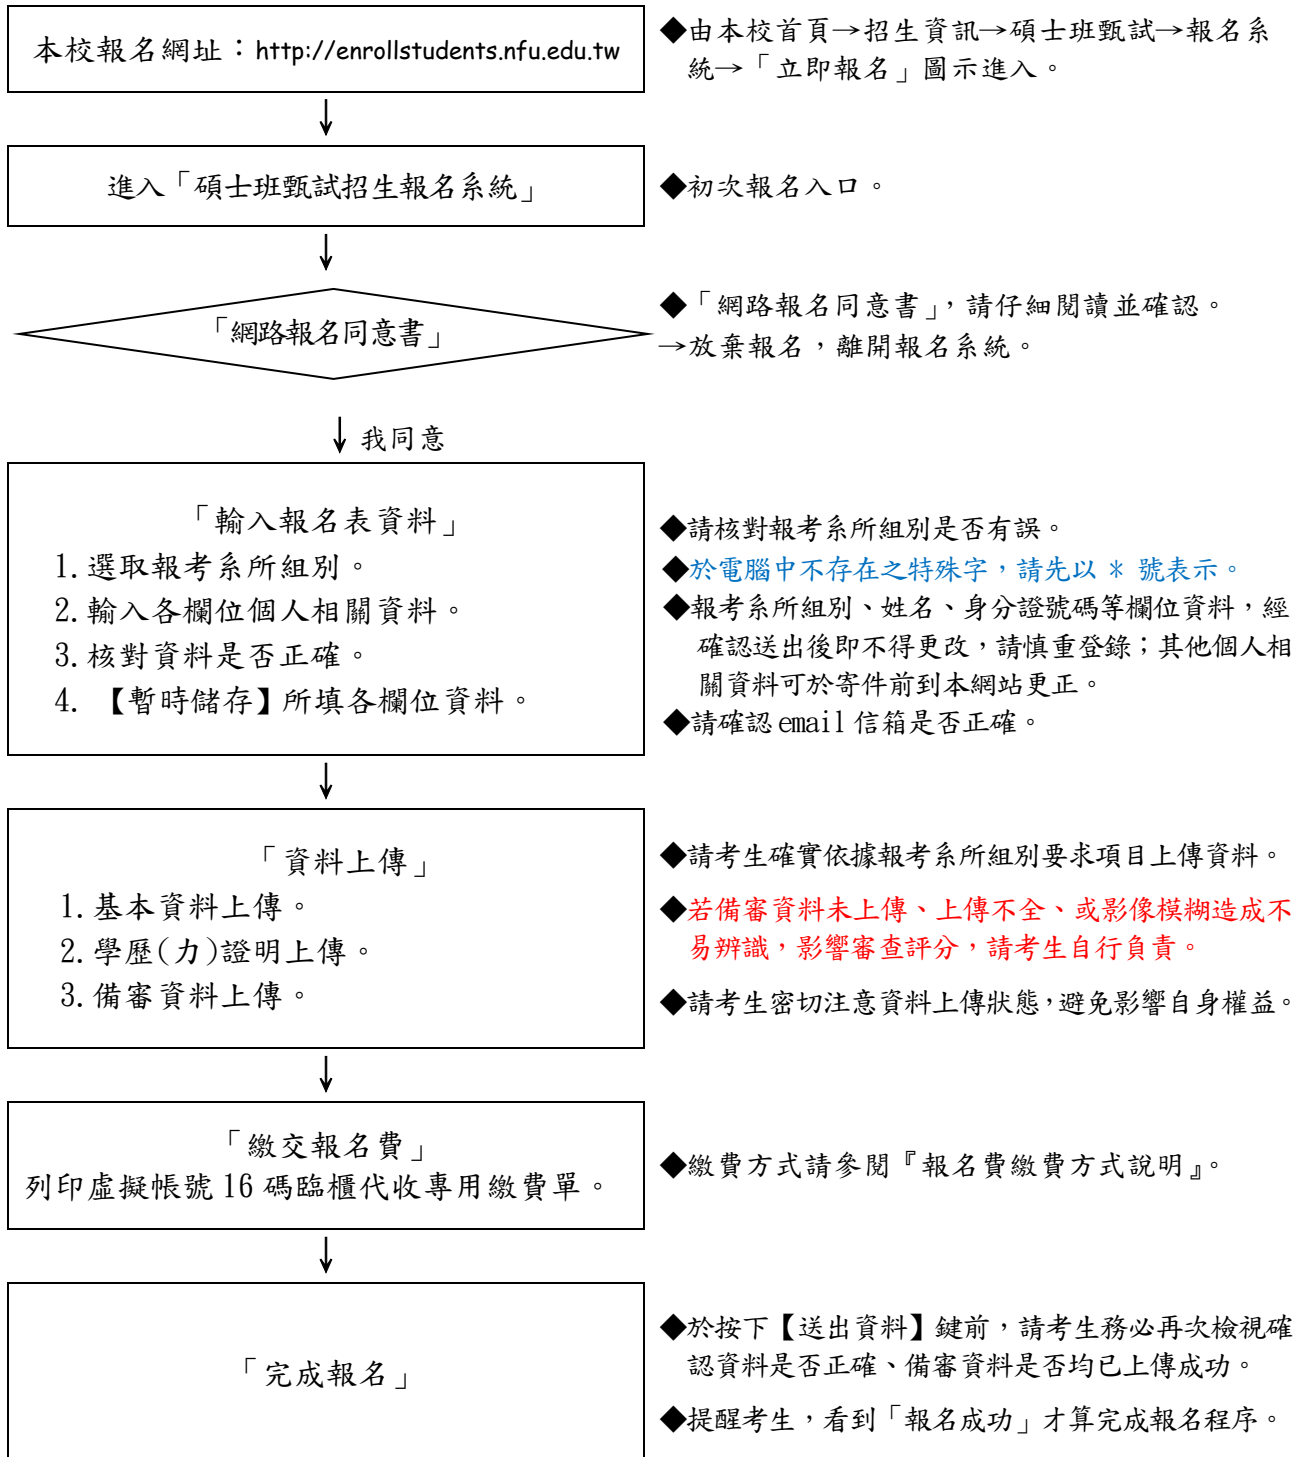 本校報名網址：http://enrollstudents.nfu.edu.tw
◆由本校首頁→招生資訊→碩士班甄試→報名系
統→「立即報名」圖示進入。
↓
進入「碩士班甄試招生報名系統」
◆初次報名入口。
↓
「網路報名同意書」
◆「網路報名同意書」，請仔細閱讀並確認。
→放棄報名，離開報名系統。
↓ 我同意
「輸入報名表資料」
1.選取報考系所組別。
2.輸入各欄位個人相關資料。
3.核對資料是否正確。
4. 【暫時儲存】所填各欄位資料。
◆請核對報考系所組別是否有誤。
◆於電腦中不存在之特殊字，請先以 * 號表示。
◆報考系所組別、姓名、身分證號碼等欄位資料，經
確認送出後即不得更改，請慎重登錄；其他個人相
關資料可於寄件前到本網站更正。
◆請確認 email 信箱是否正確。
↓
「資料上傳」
1.基本資料上傳。
2.學歷(力)證明上傳。
3.備審資料上傳。
◆請考生確實依據報考系所組別要求項目上傳資料。
◆若備審資料未上傳、上傳不全、或影像模糊造成不
易辨識，影響審查評分，請考生自行負責。
◆請考生密切注意資料上傳狀態，避免影響自身權益。
↓
「繳交報名費」
列印虛擬帳號 16 碼臨櫃代收專用繳費單。
◆繳費方式請參閱『報名費繳費方式說明』。
↓
「完成報名」
◆於按下【送出資料】鍵前，請考生務必再次檢視確
認資料是否正確、備審資料是否均已上傳成功。
◆提醒考生，看到「報名成功」才算完成報名程序。